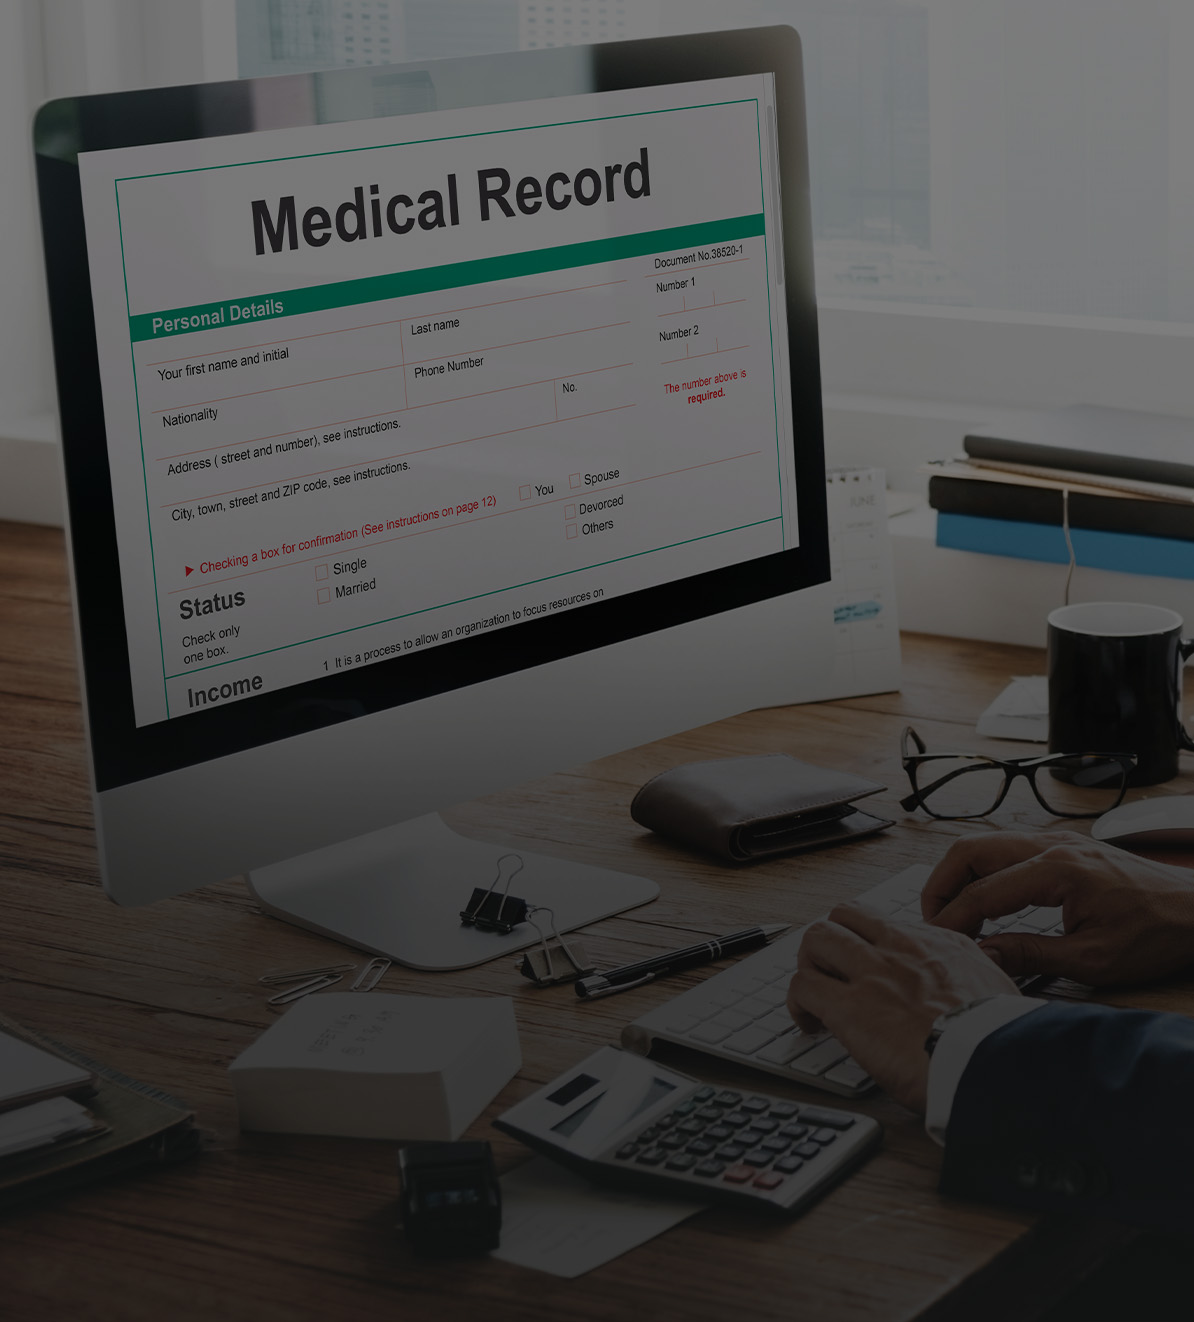 Medical Record
Personal Details
Document No.38520-1
Your first name and initial
Last name
Number 1
Nationality
Phone Number
Number 2
Address ( street and number), see instructions.
No.
The number above is
required.
City, town, street and ZIP code, see instructions.
Checking a box for confirmation (See instructions on page 12)
You
Spouse
Devorced
Others
Status
Single
Married
Check only
one box.
Income
1 It is a process to allow an organization to focus resources on
JUNE